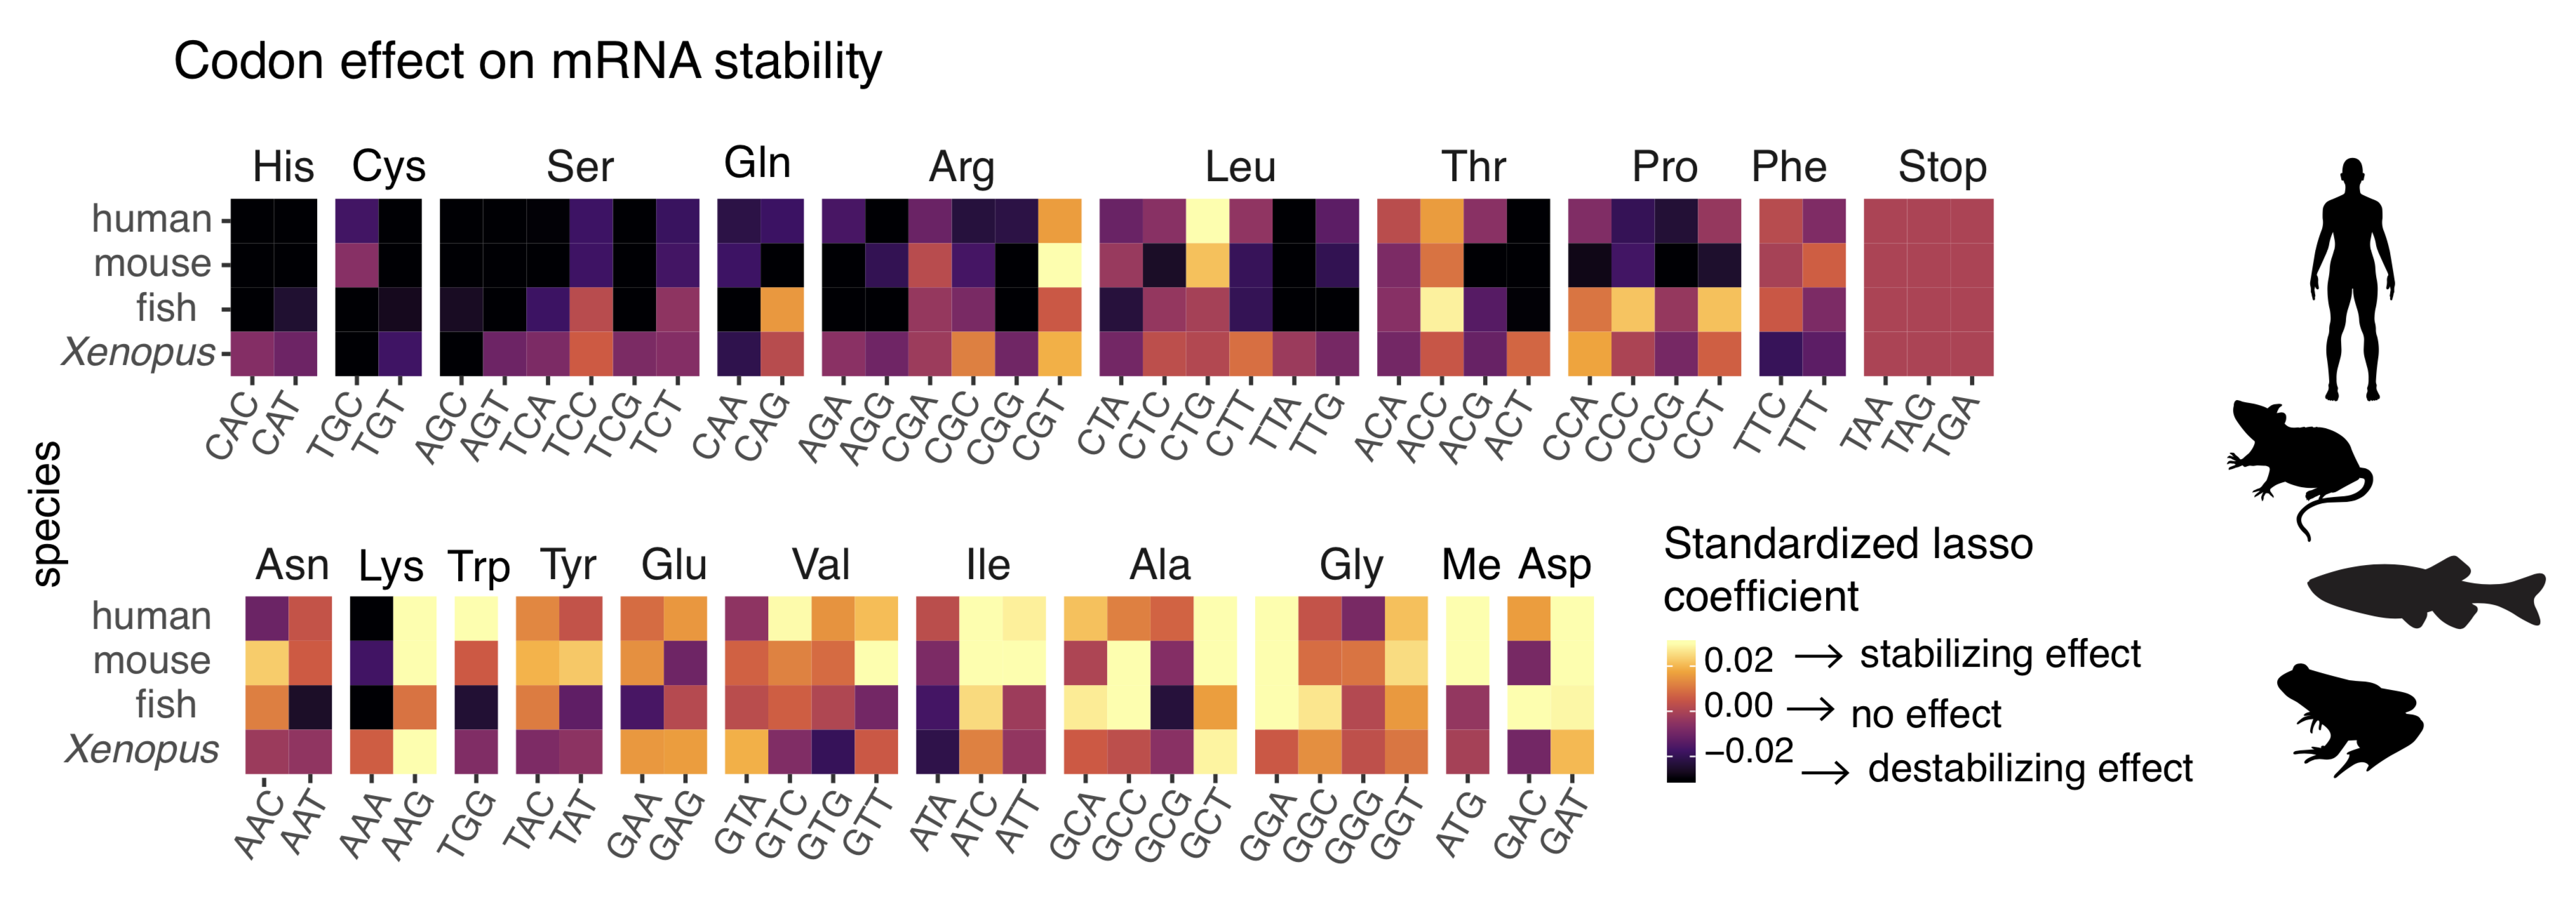 Codon effect on mRNA stability
His Cys Ser Gln Arg Leu Thr Pro Phe Stop
human
mouse
fish
Xenopus
CAC CAT TGC TGT AGC AGT TCA TCC TCG TCT CAA CAG AGA AGG CGA CGC CGG CGT CTA CTC CTG CTT TTA TTG ACA ACC ACG ACT CCA CCC CCG CCT TTC TTT TAA TAG TGA
species
Asn Lys Trp Tyr Glu Val Ile Ala Gly Me Asp
human
mouse
fish
Xenopus
AAC AAT AAA AAG TGG TAC TAT GAA GAG GTA GTC GTG GTT ATA ATC ATT GCA GCC GCG GCT GGA GGC GGG GGT ATG GAC GAT
Standardized lasso
coefficient
0.02 → stabilizing effect
0.00 → no effect
−0.02 → destabilizing effect